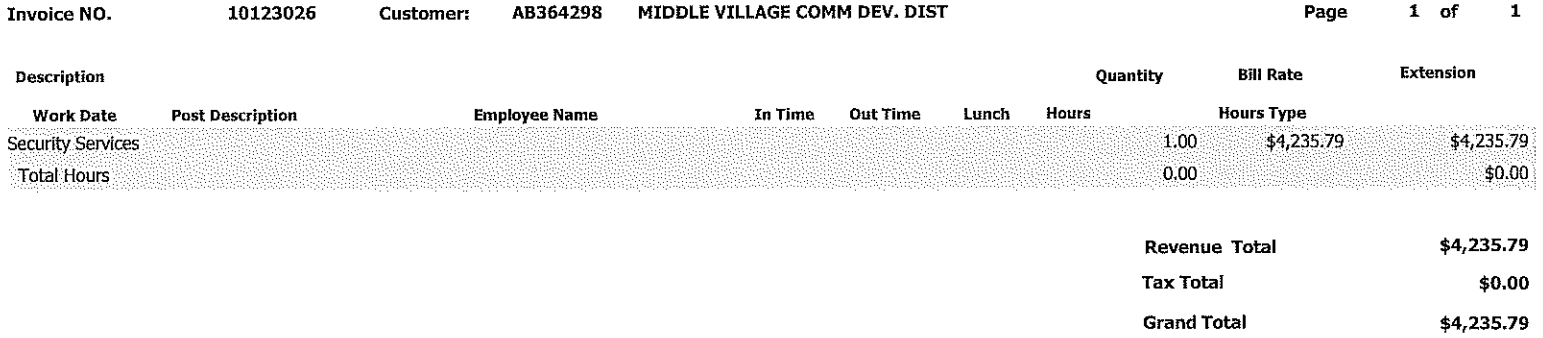 Invoice NO. 10123026 Customer: AB364298 MIDDLE VILLAGE COMM DEV. DIST Page 1 of 1
Description Quantity Bill Rate Extension
Work Date Post Description Employee Name In Time Out Time Lunch Hours Hours Type
Security Services 1.00 $4,235.79 $4,235.79
Total Hours 0.00 $0.00
Revenue Total $4,235.79
Tax Total $0.00
Grand Total $4,235.79